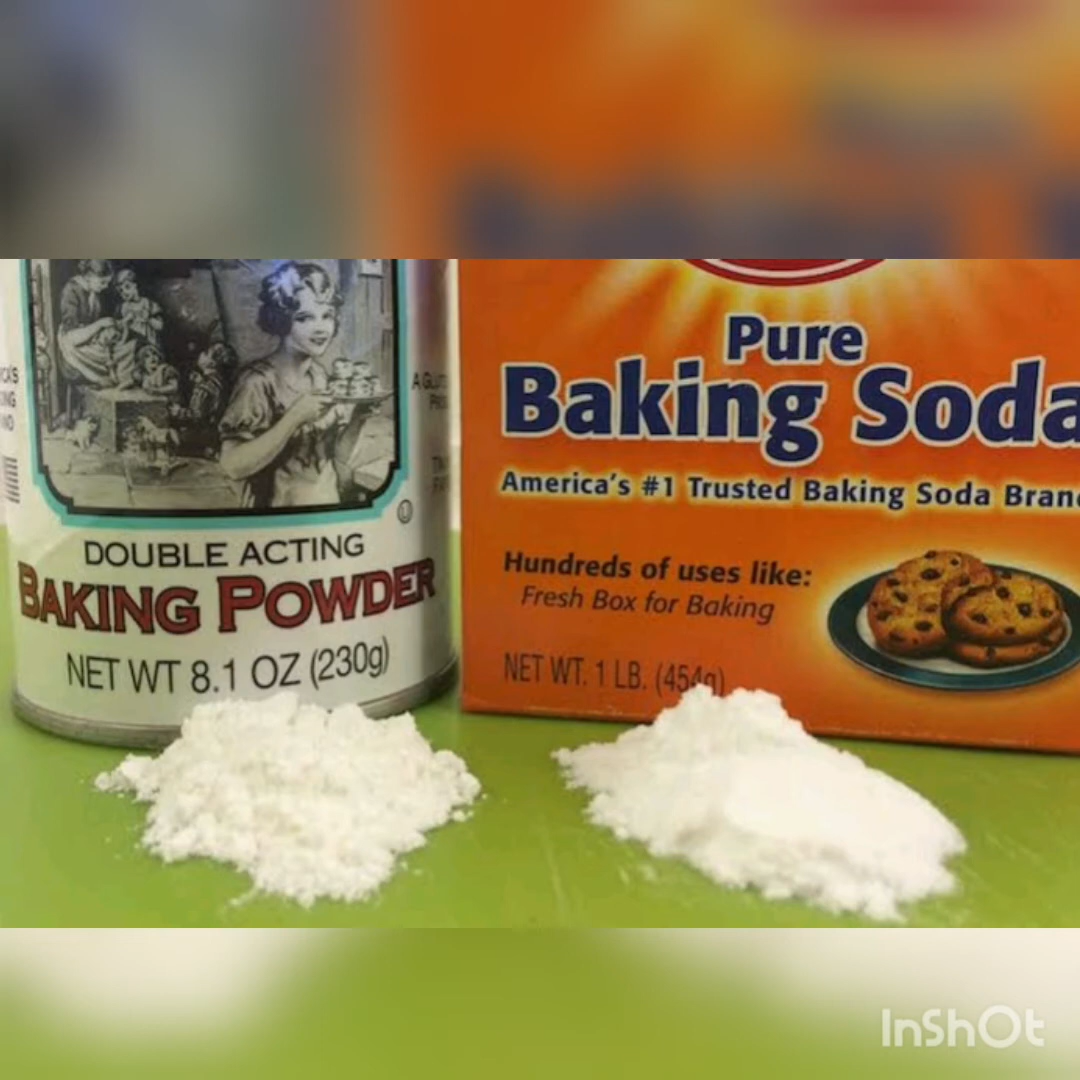 DOUBLE ACTING
BAKING POWDER
NET WT 8.1 OZ (230g)
Pure
Baking Soda
America's #1 Trusted Baking Soda
Hundreds of uses like:
Fresh Box for Baking
NET WT. 1 LB. (454g)
InShOt